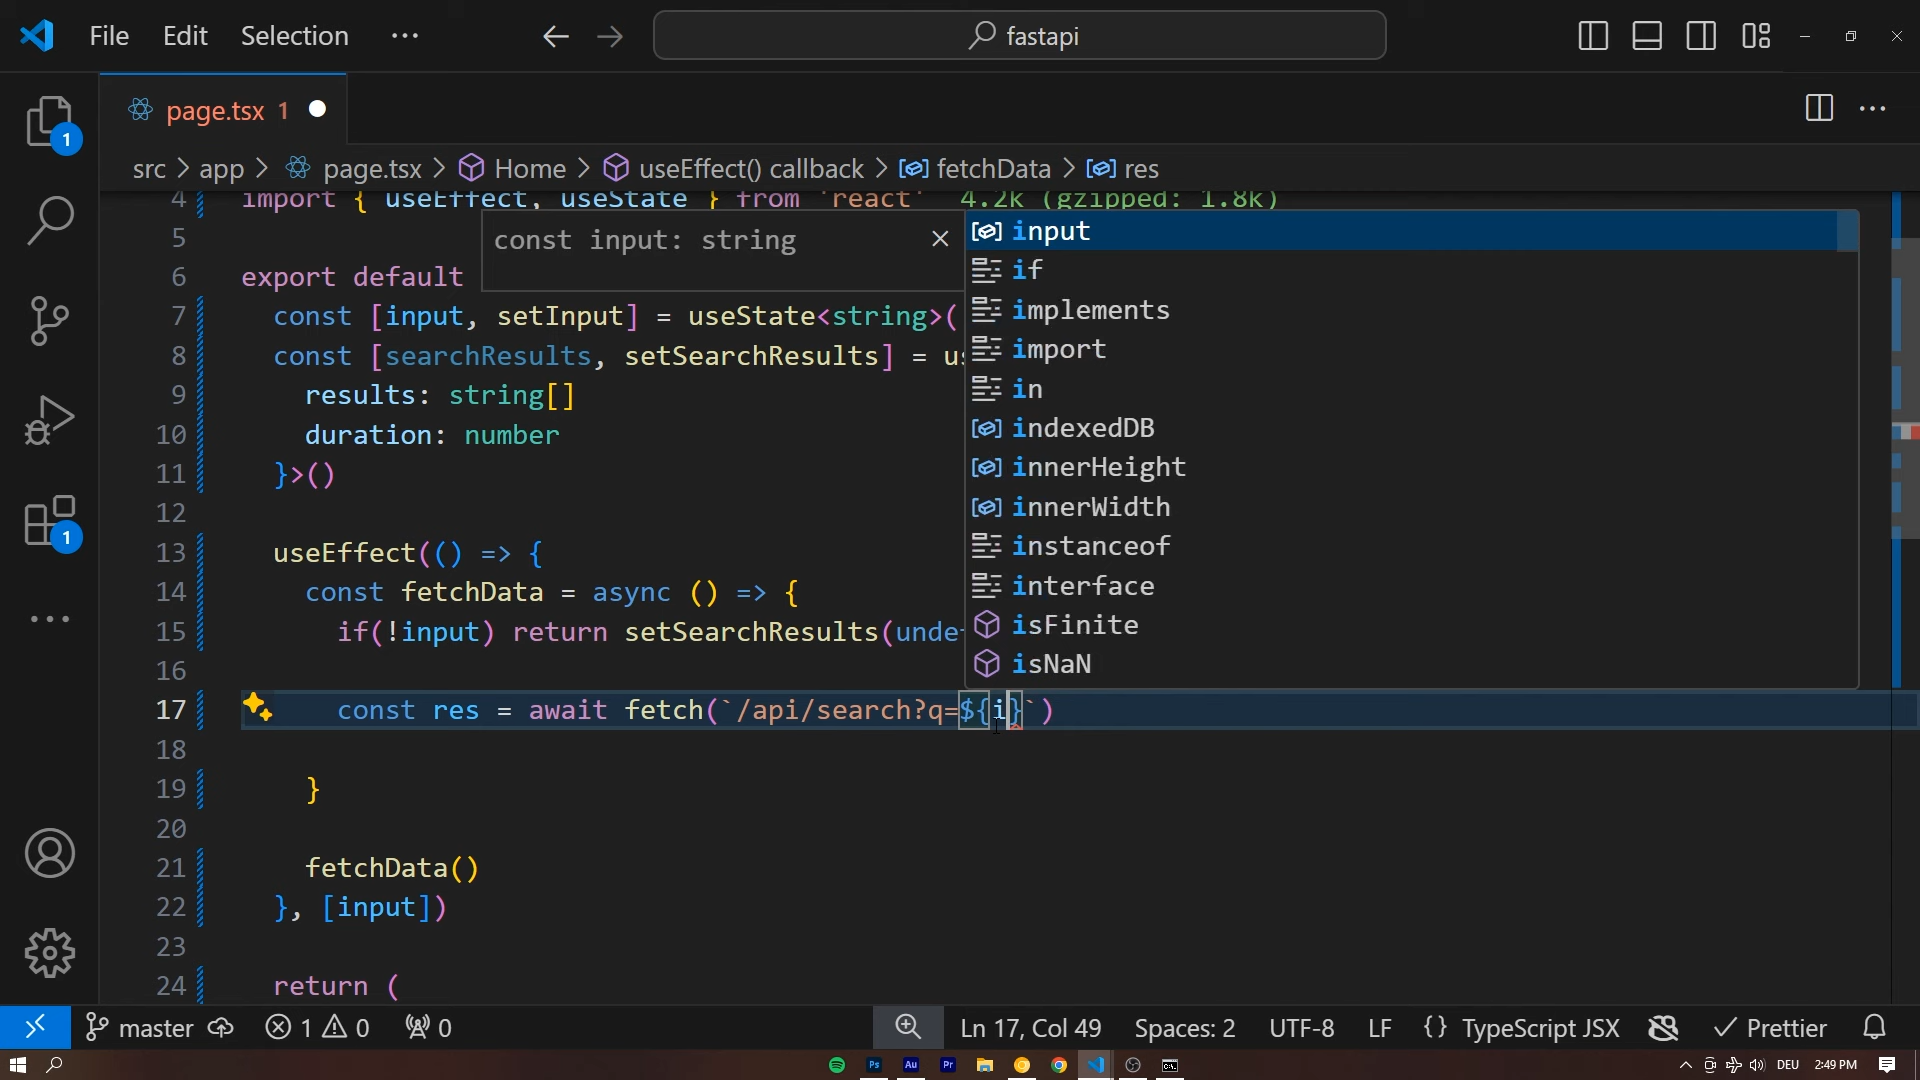 File Edit Selection ··· fastapi
page.tsx 1
src > app > page.tsx > Home > useEffect() callback > fetchData > res
4 import { useEffect, useState } from 'react' 4.2k (gzipped: 1.8k)
5
6 export default
7 const [input, setInput] = useState<string>(
8 const [searchResults, setSearchResults] = us
9 results: string[]
10 duration: number
11 }>()
12
13 useEffect(() => {
14 const fetchData = async () => {
15 if(!input) return setSearchResults(unde
16
17 const res = await fetch(`/api/search?q=${i}`)
18
19 }
20
21 fetchData()
22 }, [input])
23
24 return (
const input: string
input
if
implements
import
in
indexedDB
innerHeight
innerWidth
instanceof
interface
isFinite
isNaN
1
1
master 1 0 0 Ln 17, Col 49 Spaces: 2 UTF-8 LF {} TypeScript JSX Prettier
Ps Au Pr DEU 2:49 PM